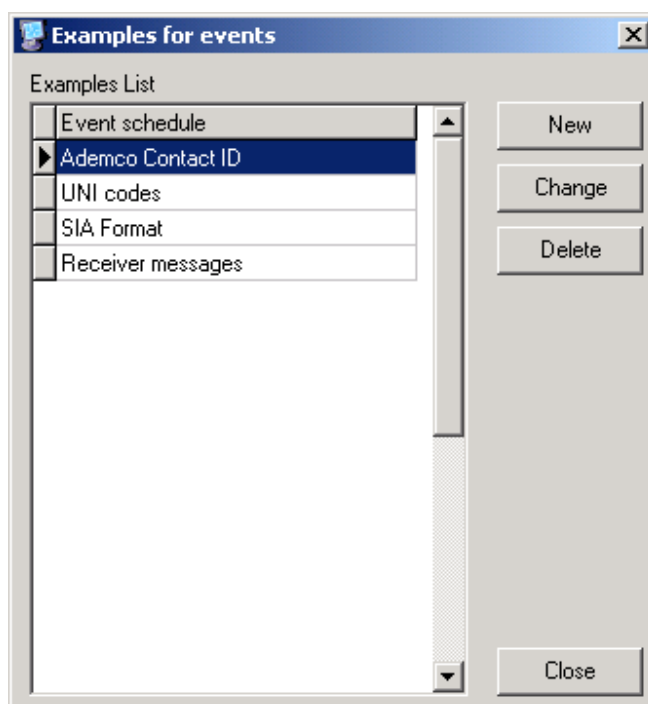 Examples for events
Examples List
Event schedule
Ademco Contact ID
UNI codes
SIA Format
Receiver messages
New
Change
Delete
Close